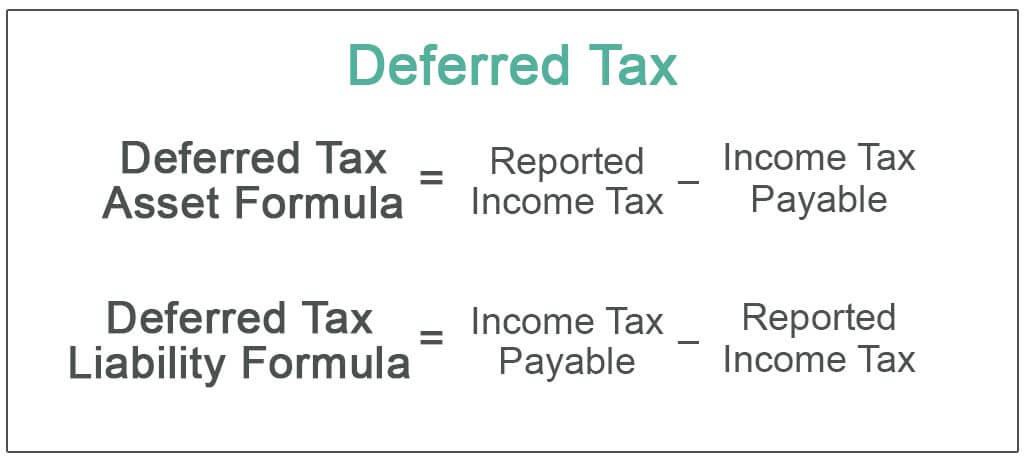 Deferred Tax
Deferred Tax
Asset Formula
=
Reported
Income Tax
–
Income Tax
Payable
Deferred Tax
Liability Formula
=
Income Tax
Payable
–
Reported
Income Tax